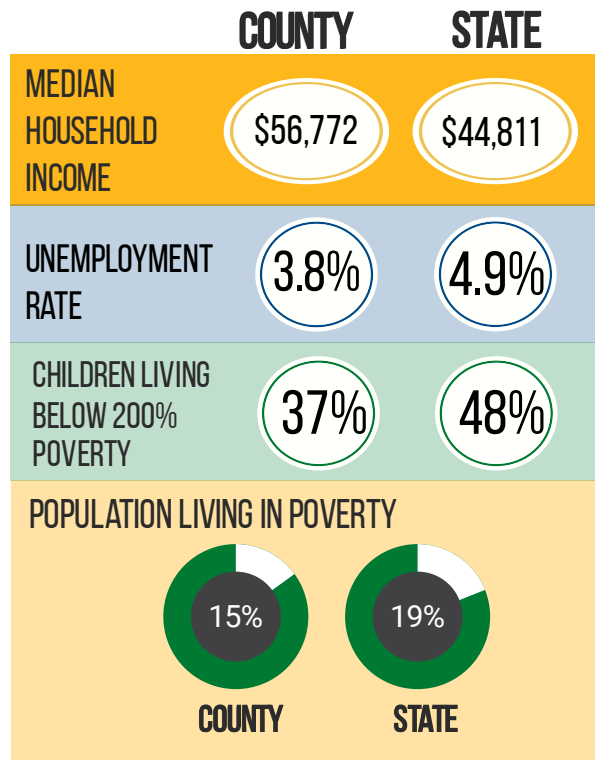 COUNTY STATE
MEDIAN
HOUSEHOLD
INCOME
$56,772 $44,811
UNEMPLOYMENT
RATE
3.8% 4.9%
CHILDREN LIVING
BELOW 200%
POVERTY
37% 48%
POPULATION LIVING IN POVERTY
15% 19%
COUNTY STATE